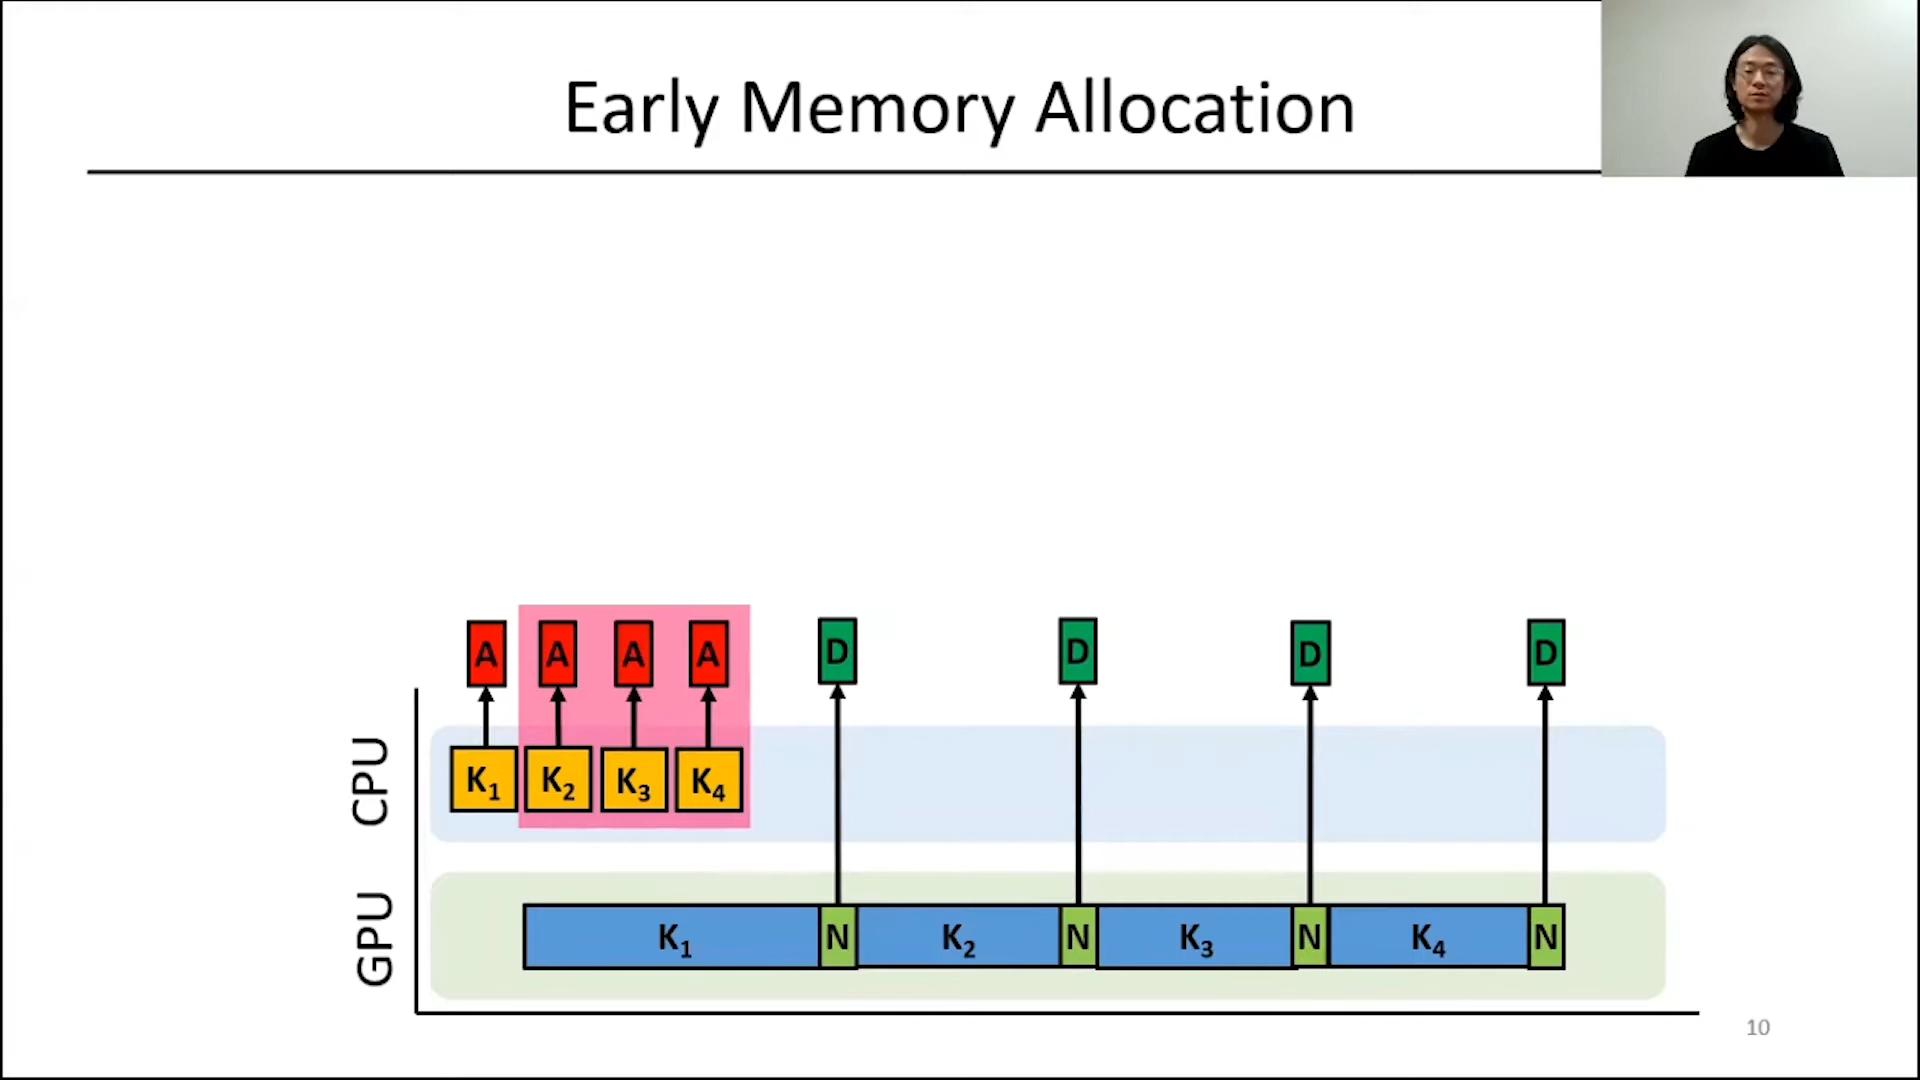 Early Memory Allocation
A A A A D D D D
CPU
K₁ K₂ K₃ K₄
GPU
K₁ N K₂ N K₃ N K₄ N
10